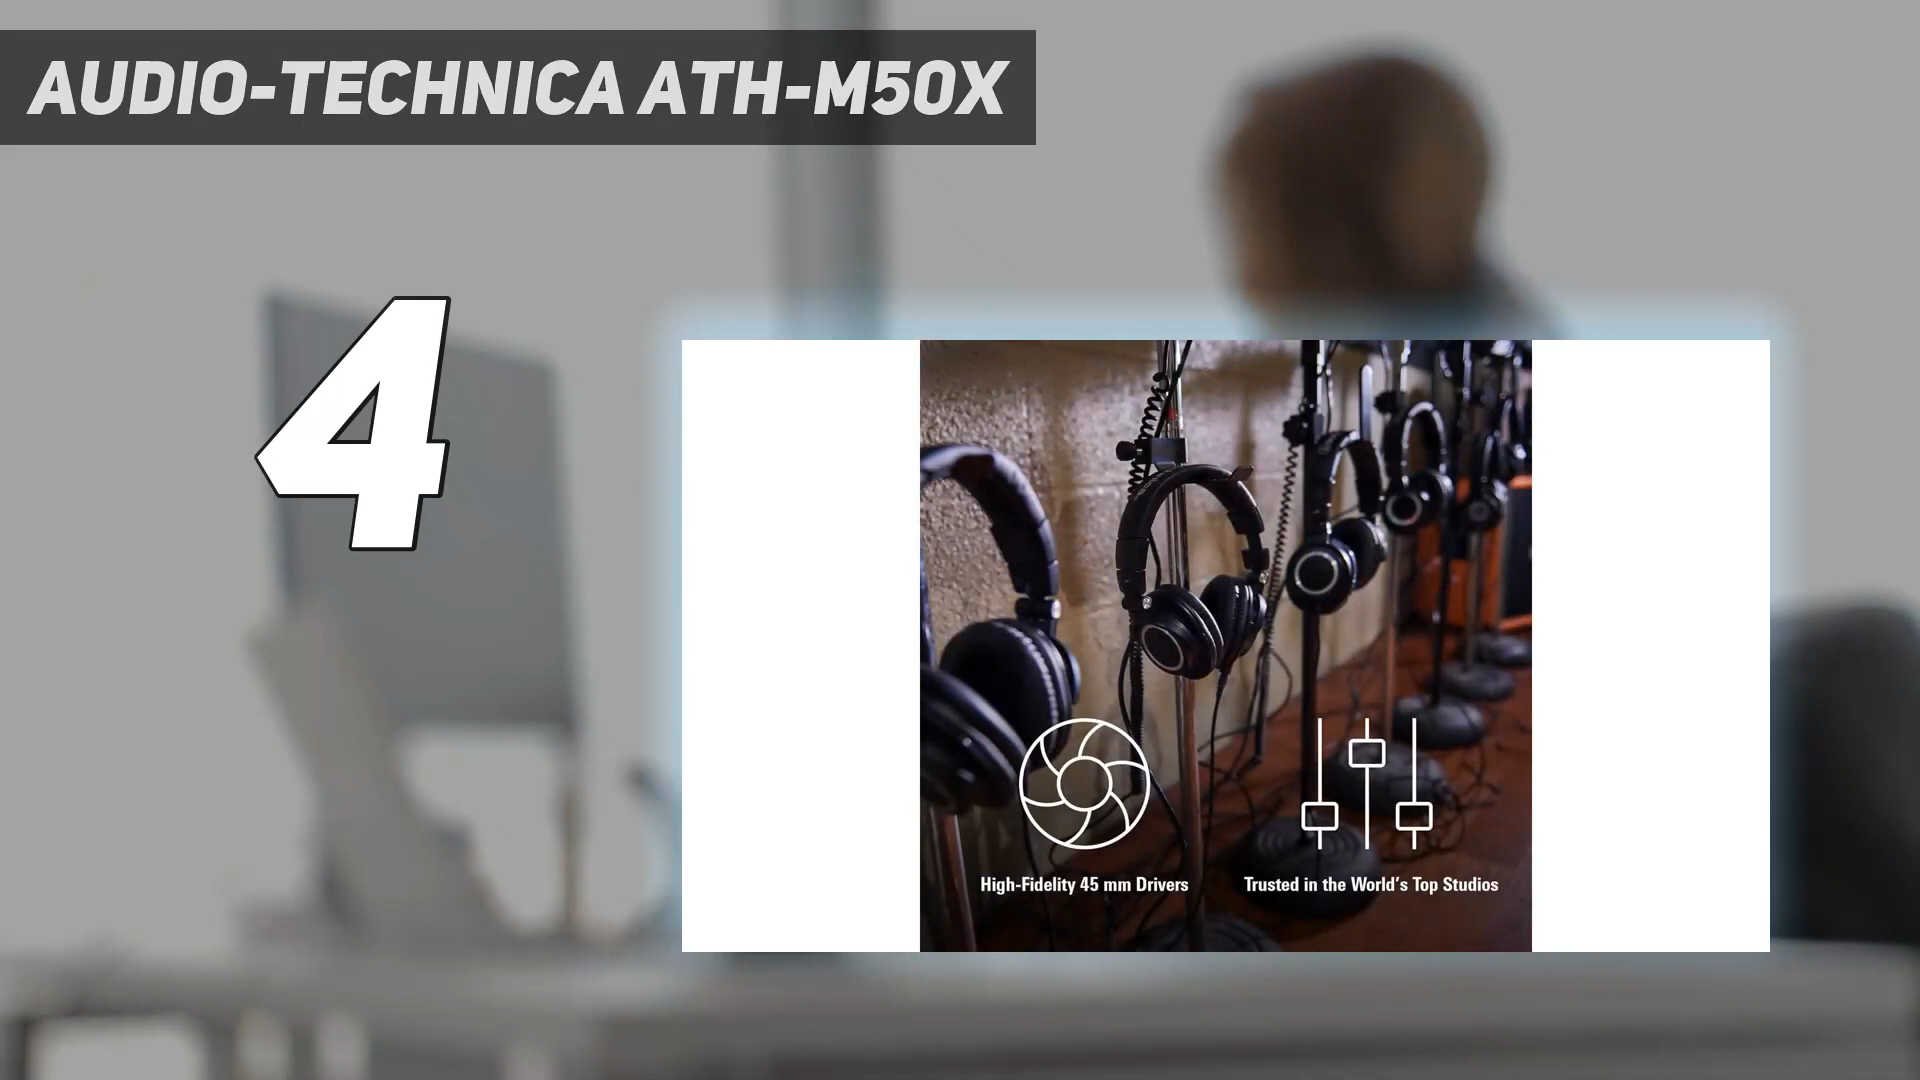 AUDIO-TECHNICA ATH-M50X
4
High-Fidelity 45 mm Drivers
Trusted in the World's Top Studios